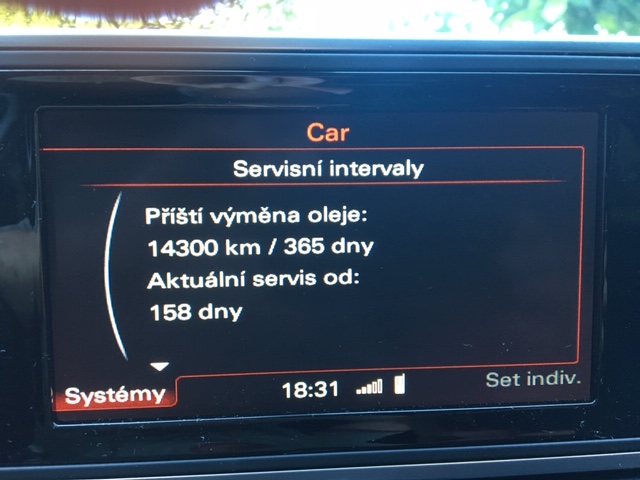 Car
Servisní intervaly
Příští výměna oleje:
14300 km / 365 dny
Aktuální servis od:
158 dny
Systémy
18:31
Set indiv.